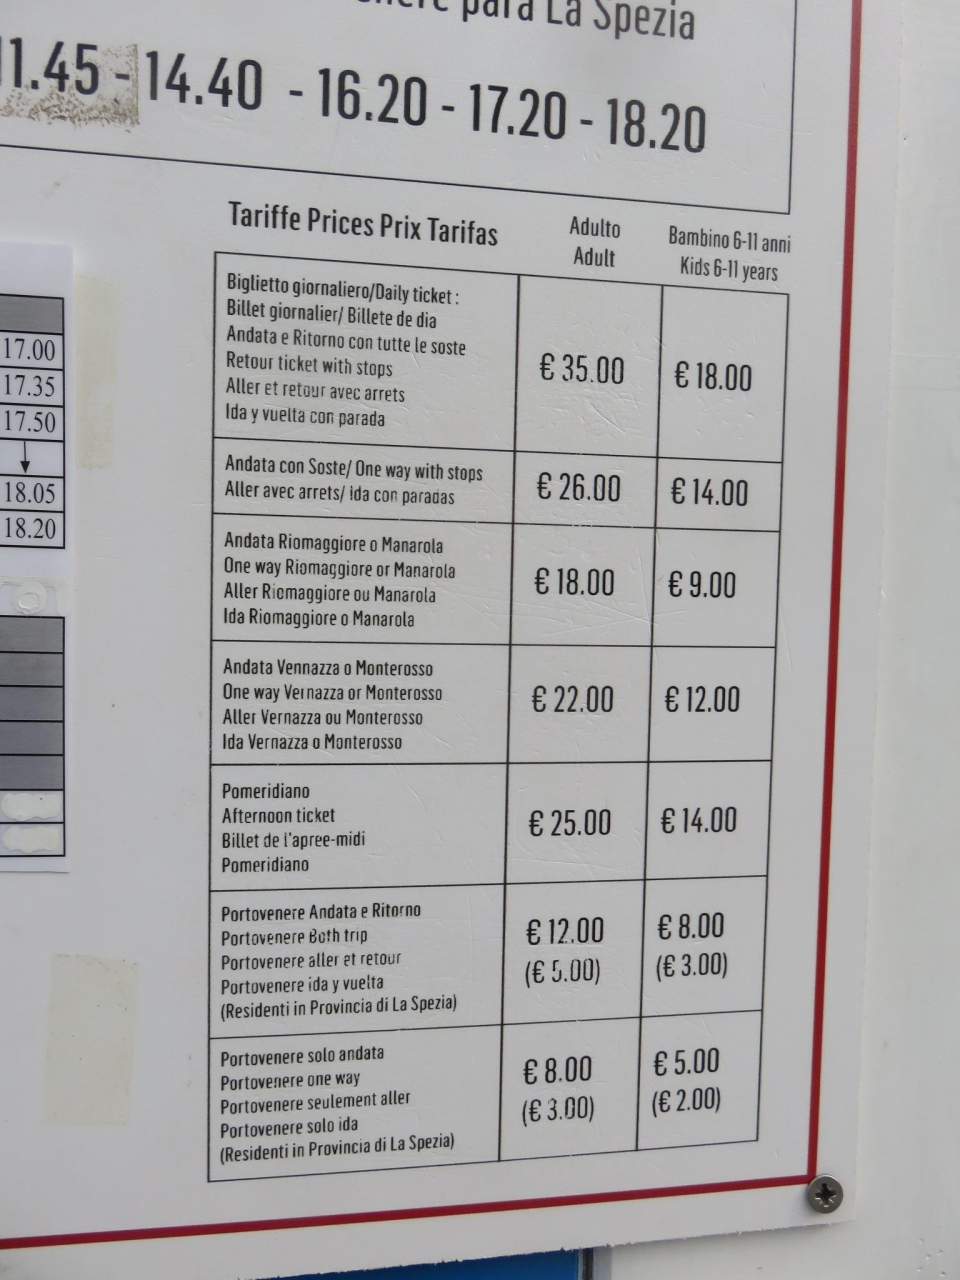 para La Spezia
11.45 - 14.40 - 16.20 - 17.20 - 18.20
Tariffe Prices Prix Tarifas
Adulto
Adult
Bambino 6-11 anni
Kids 6-11 years
Biglietto giornaliero/Daily ticket :
Billet giornalier/ Billete de dia
Andata e Ritorno con tutte le soste
Retour ticket with stops
Aller et retour avec arrets
Ida y vuelta con parada
€ 35.00
€ 18.00
Andata con Soste/ One way with stops
Aller avec arrets/ ida con paradas
€ 26.00
€ 14.00
Andata Riomaggiore o Manarola
One way Riomaggiore or Manarola
Aller Riomaggiore ou Manarola
Ida Riomaggiore o Manarola
€ 18.00
€ 9.00
Andata Vennazza o Monterosso
One way Vernazza or Monterosso
Aller Vernazza ou Monterosso
Ida Vernazza o Monterosso
€ 22.00
€ 12.00
Pomeridiano
Afternoon ticket
Billet de l'apree-midi
Pomeridiano
€ 25.00
€ 14.00
Portovenere Andata e Ritorno
Portovenere Both trip
Portovenere aller et retour
Portovenere ida y vuelta
(Residenti in Provincia di La Spezia)
€ 12.00
(€ 5.00)
€ 8.00
(€ 3.00)
Portovenere solo andata
Portovenere one way
Portovenere seulement aller
Portovenere solo ida
(Residenti in Provincia di La Spezia)
€ 8.00
(€ 3.00)
€ 5.00
(€ 2.00)
17.00
17.35
17.50
18.05
18.20